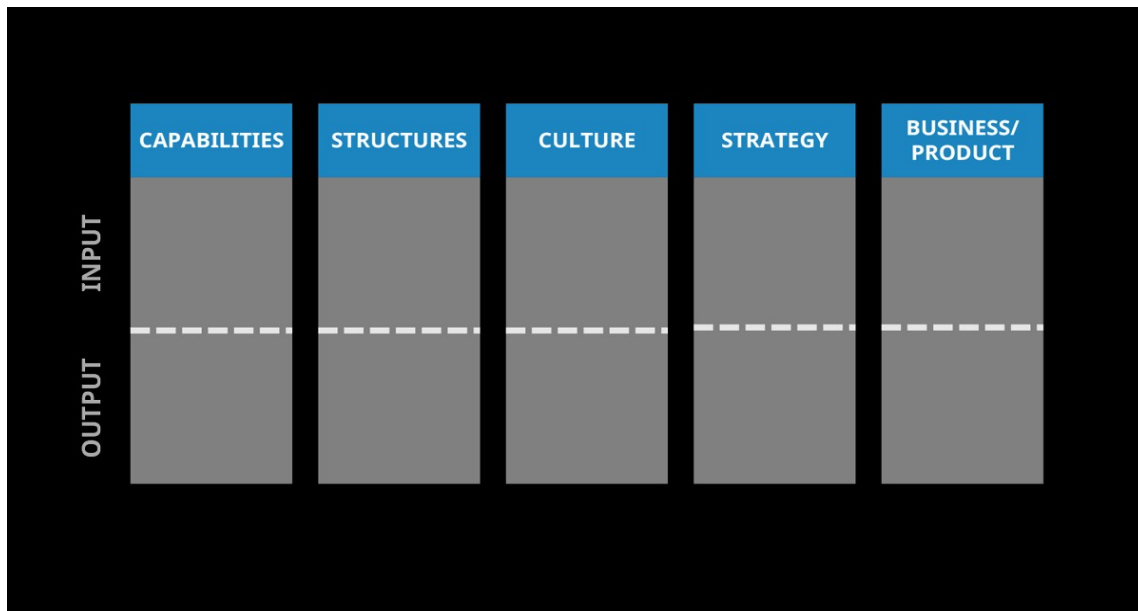 CAPABILITIES
STRUCTURES
CULTURE
STRATEGY
BUSINESS/
PRODUCT
INPUT
OUTPUT